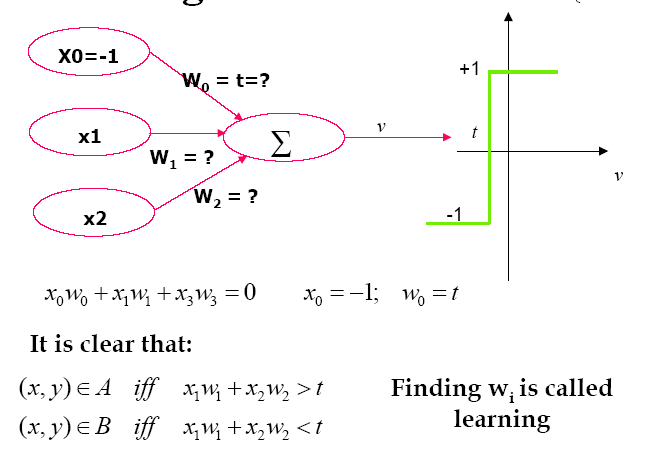 X0=-1
W₀ = t=?
x1
W₁ = ?
x2
W₂ = ?
Σ
v
+1
t
-1
v
x₀w₀ + x₁w₁ + x₃w₃ = 0    x₀ = −1;   w₀ = t
It is clear that:
(x, y) ∈ A   iff   x₁w₁ + x₂w₂ > t
(x, y) ∈ B   iff   x₁w₁ + x₂w₂ < t
Finding wᵢ is called
learning